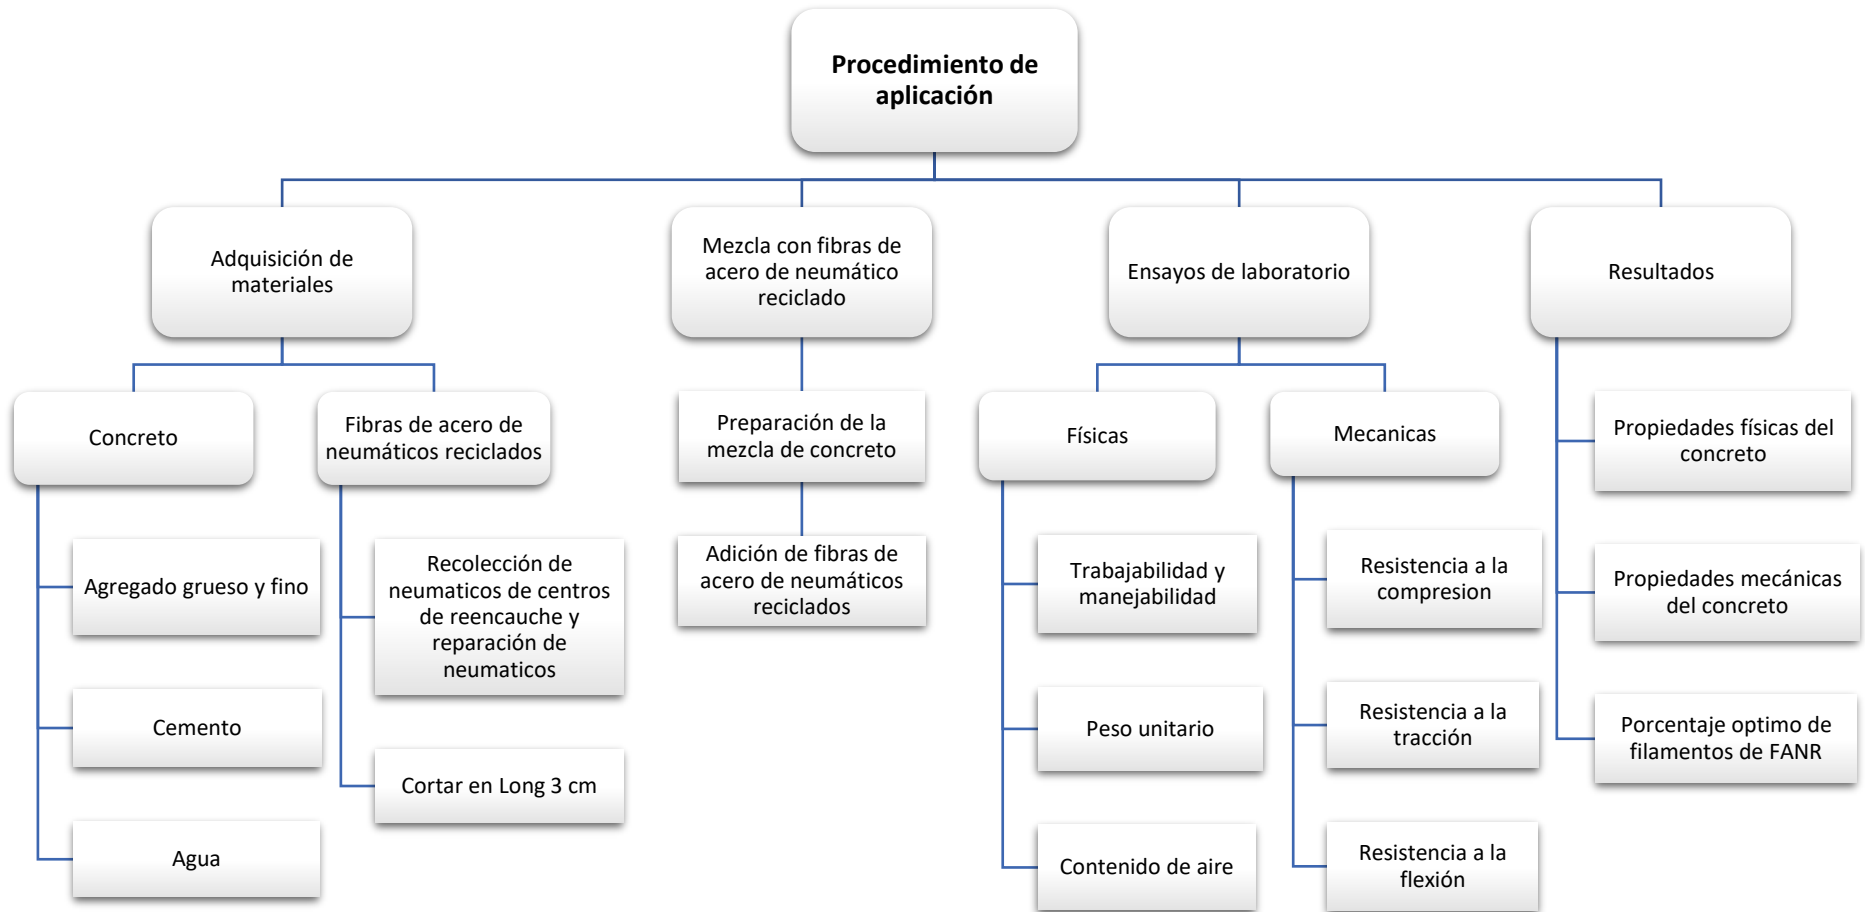 Procedimiento de
aplicación
Adquisición de
materiales
Mezcla con fibras de
acero de neumático
reciclado
Ensayos de laboratorio
Resultados
Concreto
Fibras de acero de
neumáticos reciclados
Preparación de la
mezcla de concreto
Físicas
Mecanicas
Propiedades físicas del
concreto
Agregado grueso y fino
Recolección de
neumaticos de centros
de reencauche y
reparación de
neumaticos
Adición de fibras de
acero de neumáticos
reciclados
Trabajabilidad y
manejabilidad
Resistencia a la
compresion
Propiedades mecánicas
del concreto
Cemento
Cortar en Long 3 cm
Peso unitario
Resistencia a la
tracción
Porcentaje optimo de
filamentos de FANR
Agua
Contenido de aire
Resistencia a la
flexión